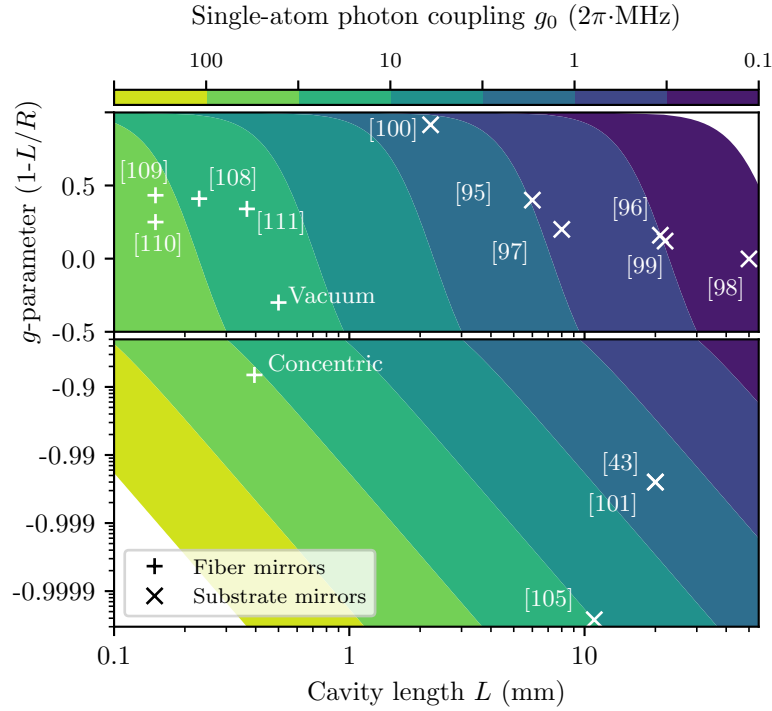 Single-atom photon coupling g₀ (2π·MHz)
100 10 1 0.1
g-parameter (1-L/R)
0.5
0.0
-0.5
[109]
[108]
[110]
[111]
Vacuum
[100]
[95]
[97]
[96]
[99]
[98]
-0.9
-0.99
-0.999
-0.9999
Concentric
[43]
[101]
[105]
Fiber mirrors
Substrate mirrors
0.1 1 10
Cavity length L (mm)